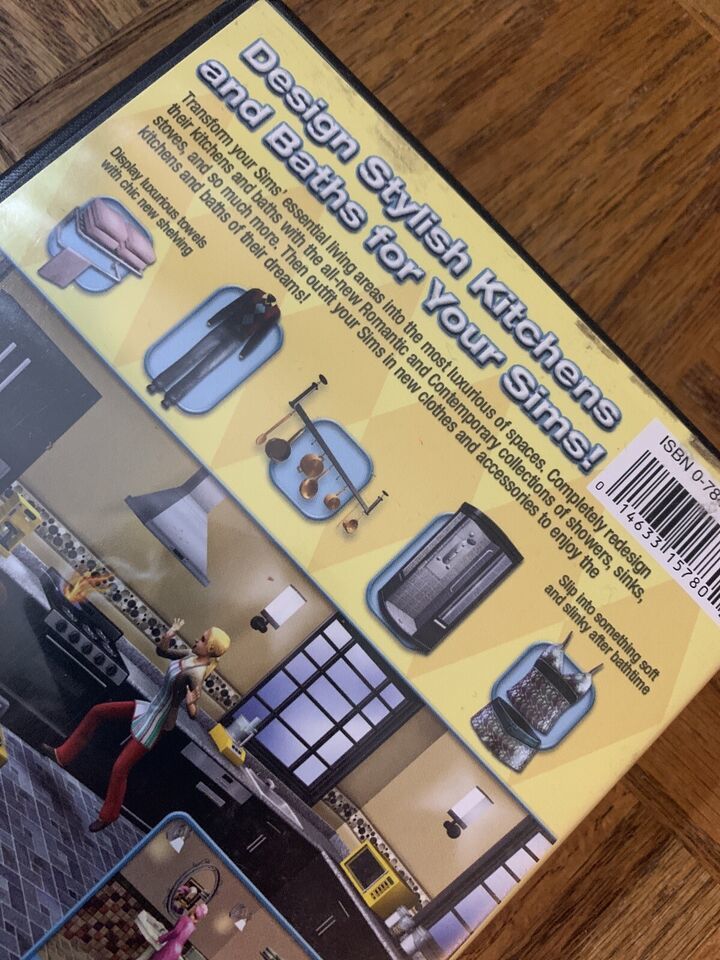 Design Stylish Kitchens
and Baths for Your Sims!
Transform your Sims' essential living areas into the most luxurious of spaces. Completely redesign
their kitchens and baths with the all-new Romantic and Contemporary collections of showers, sinks,
stoves, and so much more. Then outfit your Sims in new clothes and accessories to enjoy the
kitchens and baths of their dreams!
Display luxurious towels
with chic new shelving
Slip into something soft
and slinky after bathtime
ISBN 0-78
0 14633 15780